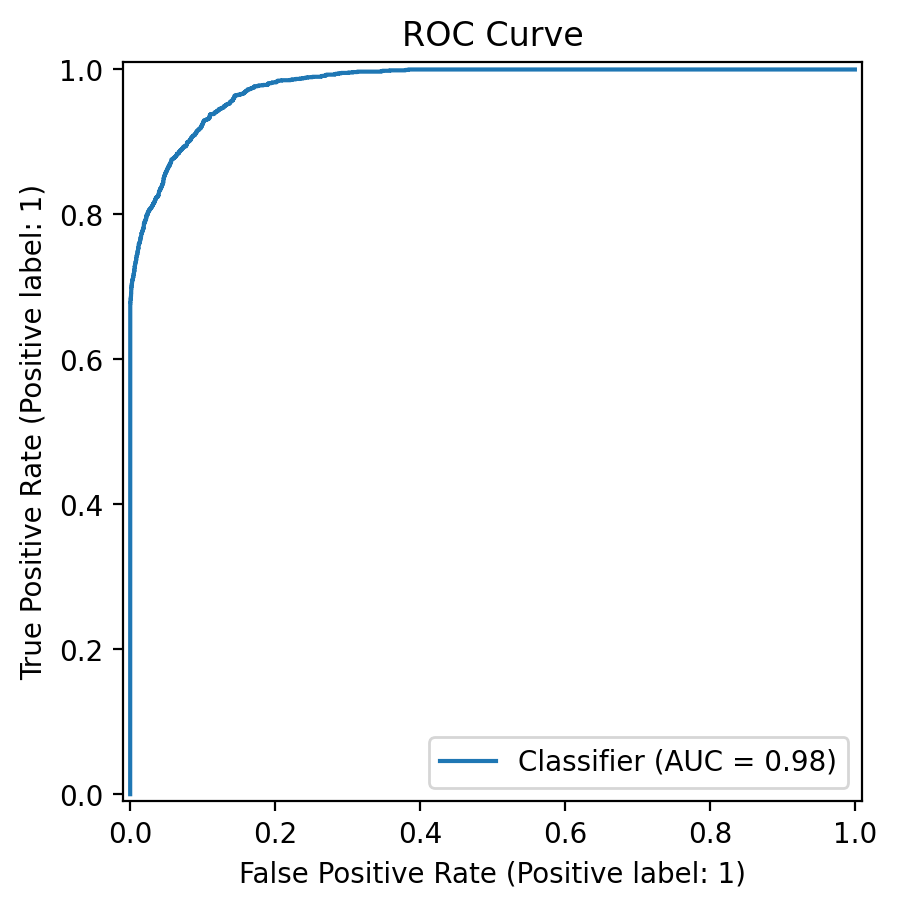 ROC Curve
1.0
0.8
0.6
0.4
0.2
0.0
True Positive Rate (Positive label: 1)
Classifier (AUC = 0.98)
0.0 0.2 0.4 0.6 0.8 1.0
False Positive Rate (Positive label: 1)